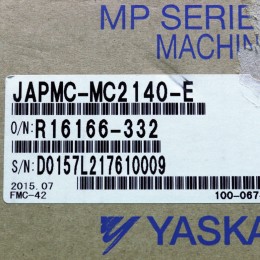 MP SERIE
MACHIN
JAPMC-MC2140-E
O/N: R16166-332
S/N: D0157L217610009
2015.07
FMC-42
100-067
YASKA